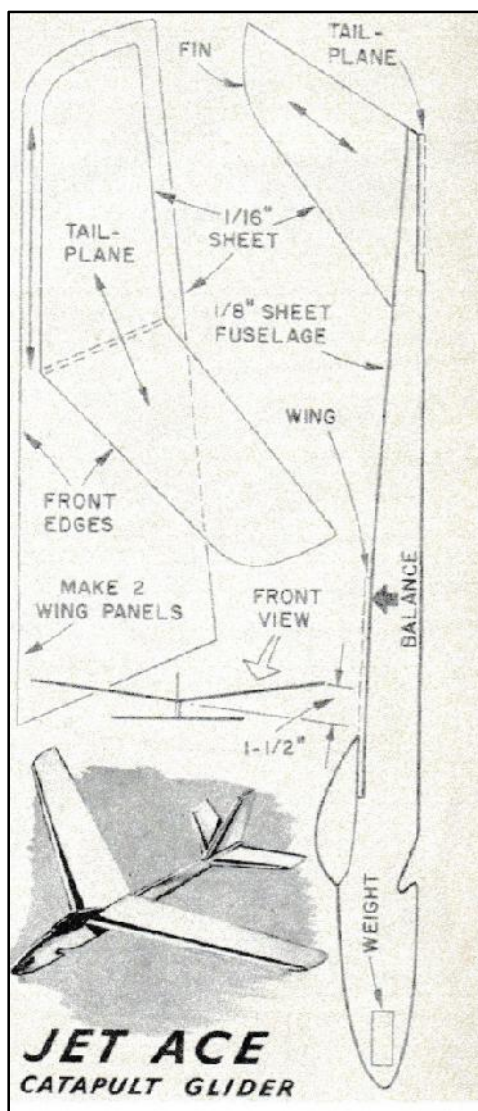 FIN
TAIL-
PLANE
1/16"
SHEET
TAIL-
PLANE
1/8" SHEET
FUSELAGE
WING
FRONT
EDGES
BALANCE
MAKE 2
WING PANELS
FRONT
VIEW
1-1/2"
WEIGHT
JET ACE
CATAPULT GLIDER